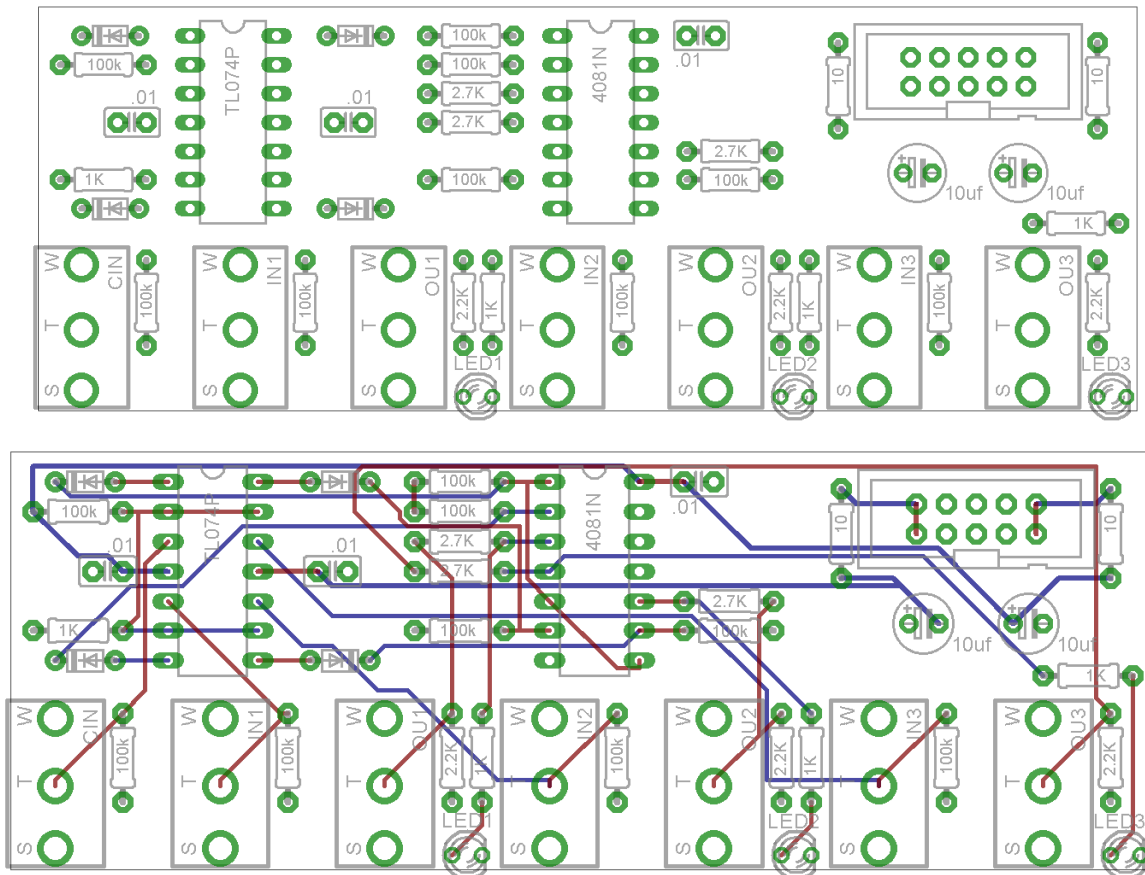 100k
TL074P
100k
4081N
.01
100k
10
10
.01
.01
2.7K
2.7K
2.7K
1K
100k
100k
10uf
10uf
1K
W
CIN
T
S
100k
W
IN1
T
S
100k
W
OU1
T
S
2.2K
1K
LED1
W
IN2
T
S
100k
W
OU2
T
S
2.2K
1K
LED2
W
IN3
T
S
100k
W
OU3
T
S
2.2K
LED3
100k
TL074P
100k
4081N
.01
100k
10
10
.01
.01
2.7K
2.7K
2.7K
1K
100k
100k
10uf
10uf
1K
W
CIN
T
S
100k
W
IN1
T
S
100k
W
OU1
T
S
2.2K
1K
LED1
W
IN2
T
S
100k
W
OU2
T
S
2.2K
1K
LED2
W
IN3
T
S
100k
W
OU3
T
S
2.2K
LED3